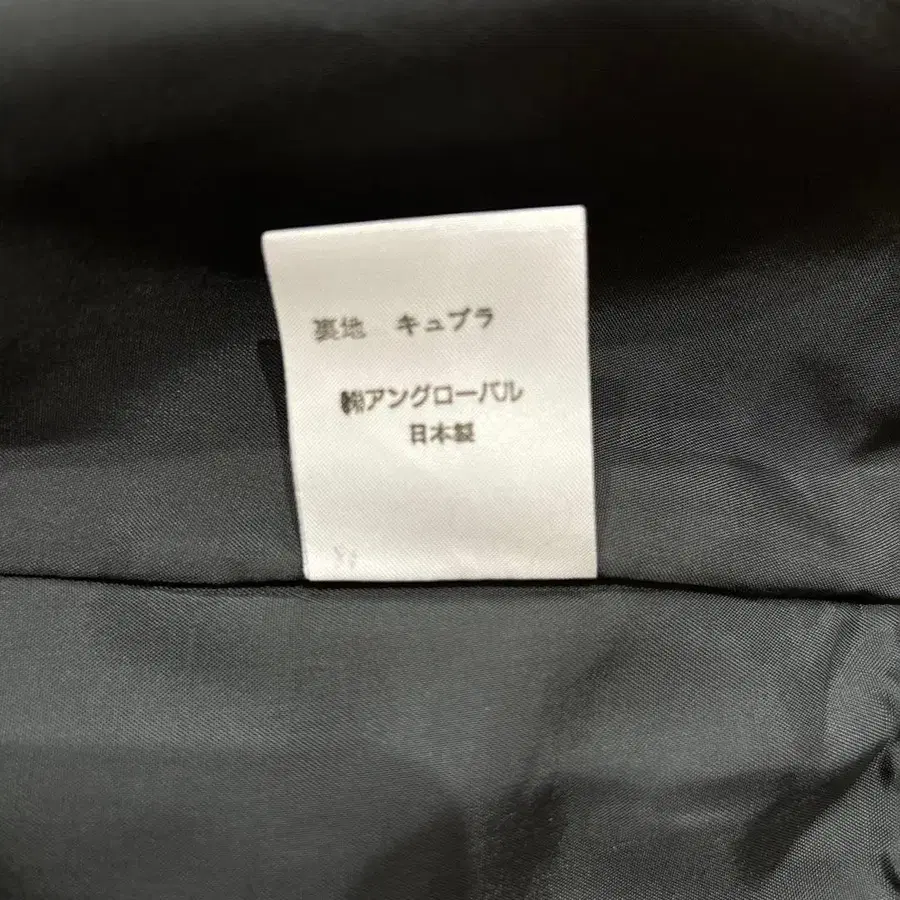 裏地 キュプラ
㈱アングローバル
日本製